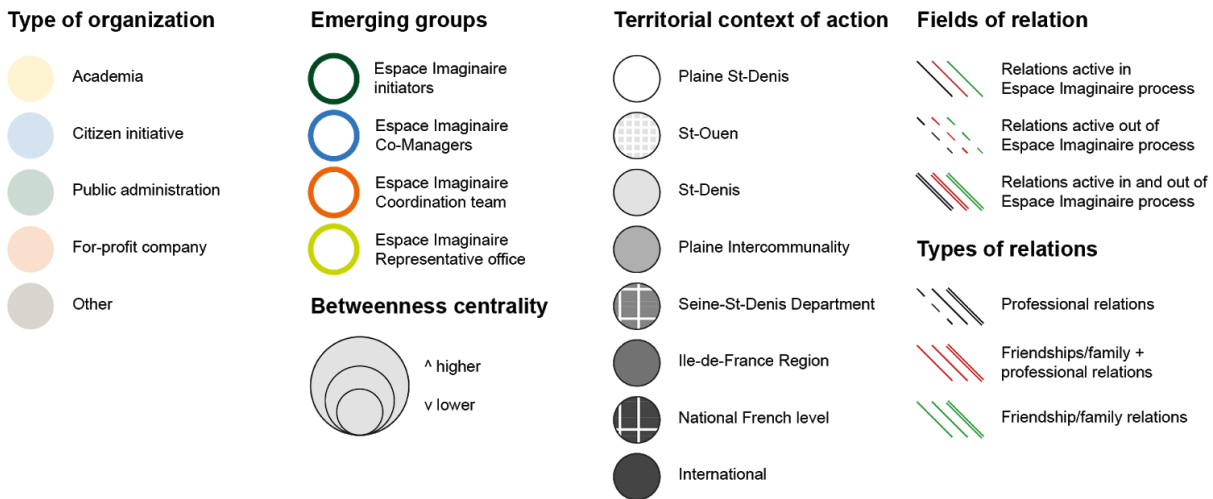 Type of organization
Academia
Citizen initiative
Public administration
For-profit company
Other
Emerging groups
Espace Imaginaire
initiators
Espace Imaginaire
Co-Managers
Espace Imaginaire
Coordination team
Espace Imaginaire
Representative office
Betweenness centrality
^ higher
v lower
Territorial context of action
Plaine St-Denis
St-Ouen
St-Denis
Plaine Intercommunality
Seine-St-Denis Department
Ile-de-France Region
National French level
International
Fields of relation
Relations active in
Espace Imaginaire process
Relations active out of
Espace Imaginaire process
Relations active in and out of
Espace Imaginaire process
Types of relations
Professional relations
Friendships/family +
professional relations
Friendship/family relations